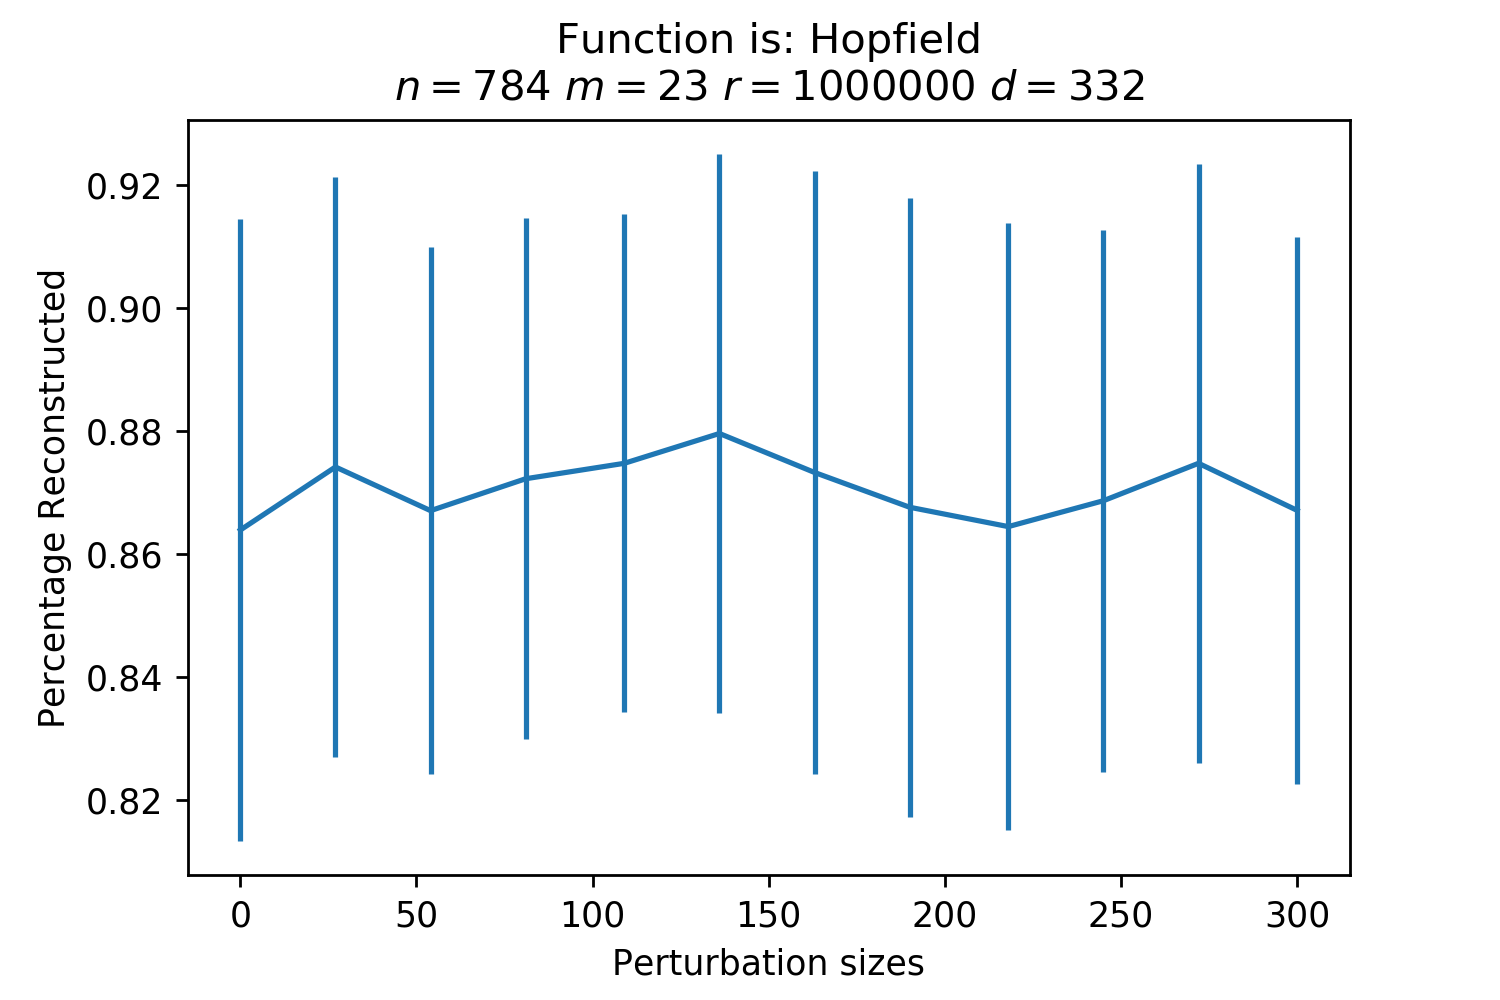 Function is: Hopfield
n = 784 m = 23 r = 1000000 d = 332
Percentage Reconstructed
0.92
0.90
0.88
0.86
0.84
0.82
0 50 100 150 200 250 300
Perturbation sizes